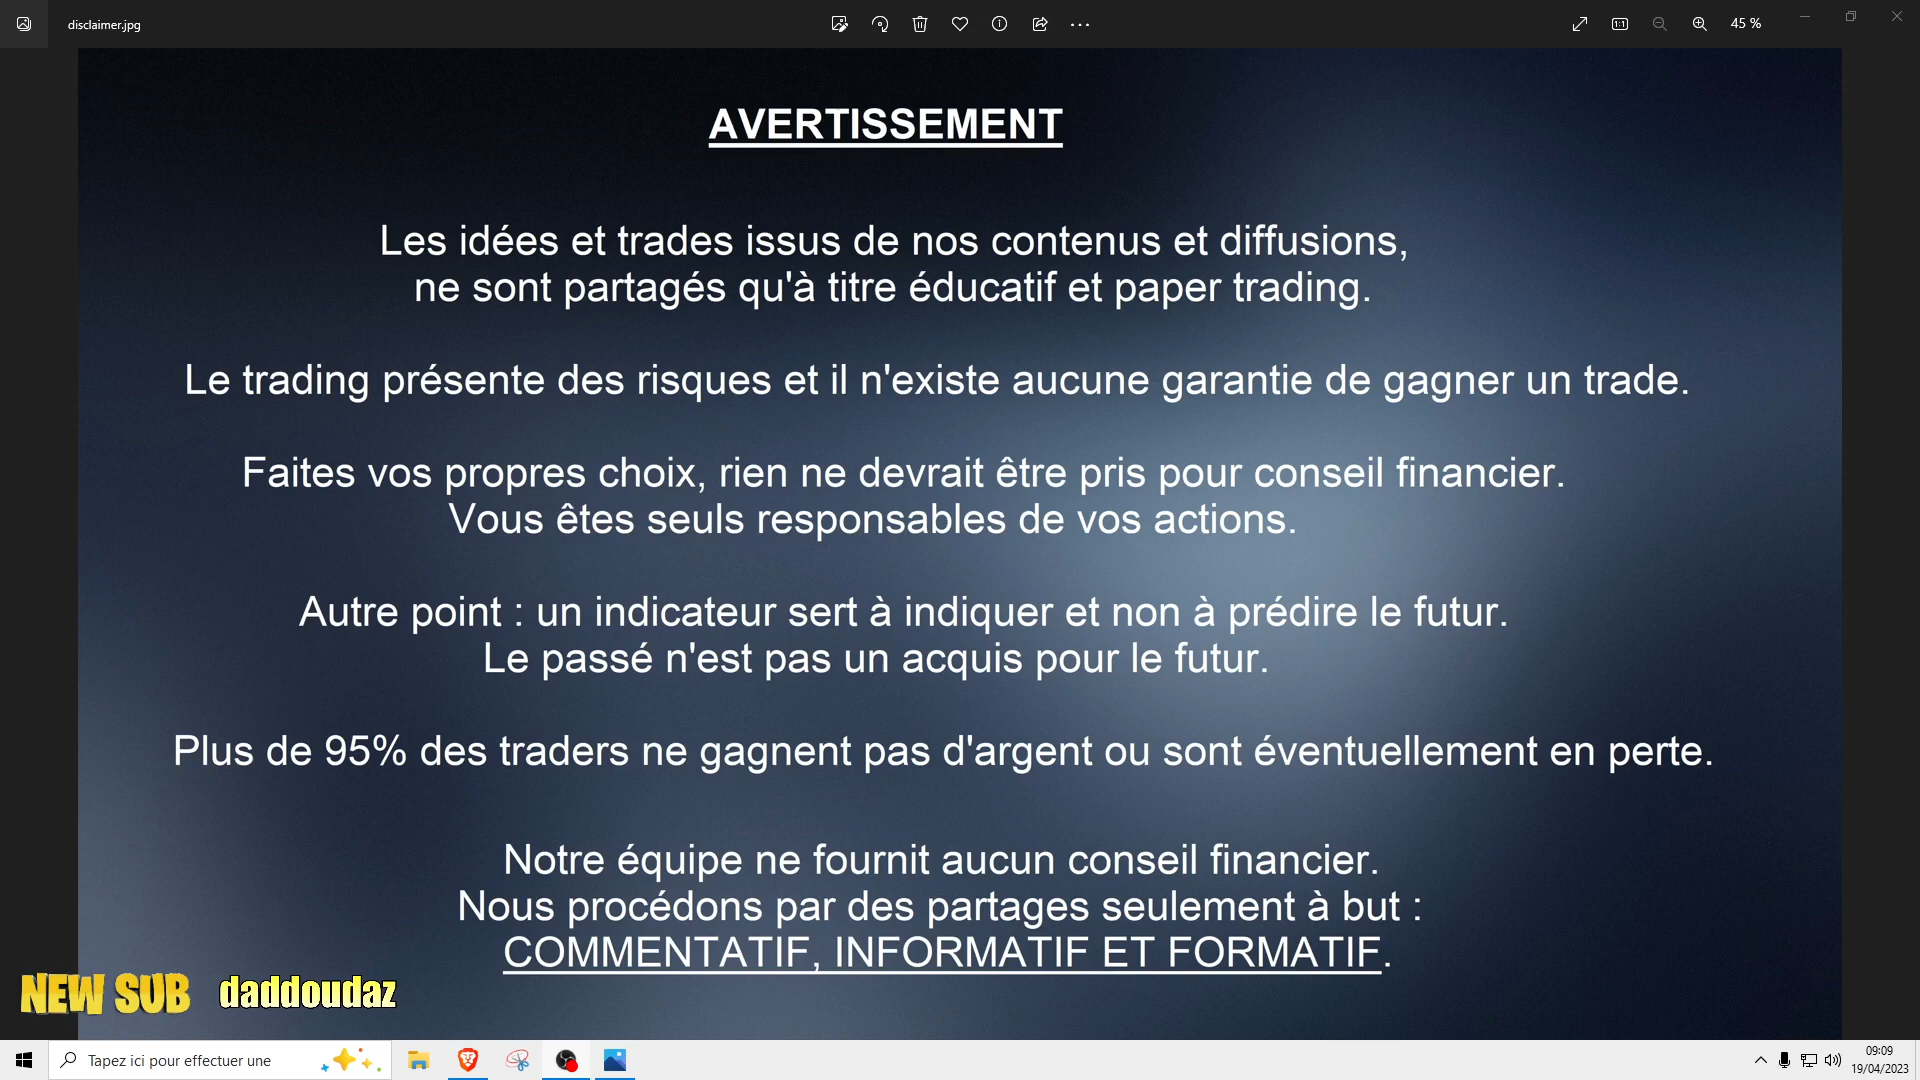 disclaimer.jpg
45 %
AVERTISSEMENT
Les idées et trades issus de nos contenus et diffusions,
ne sont partagés qu'à titre éducatif et paper trading.
Le trading présente des risques et il n'existe aucune garantie de gagner un trade.
Faites vos propres choix, rien ne devrait être pris pour conseil financier.
Vous êtes seuls responsables de vos actions.
Autre point : un indicateur sert à indiquer et non à prédire le futur.
Le passé n'est pas un acquis pour le futur.
Plus de 95% des traders ne gagnent pas d'argent ou sont éventuellement en perte.
Notre équipe ne fournit aucun conseil financier.
Nous procédons par des partages seulement à but :
COMMENTATIF, INFORMATIF ET FORMATIF.
NEW SUB daddoudaz
Tapez ici pour effectuer une
09:09
19/04/2023